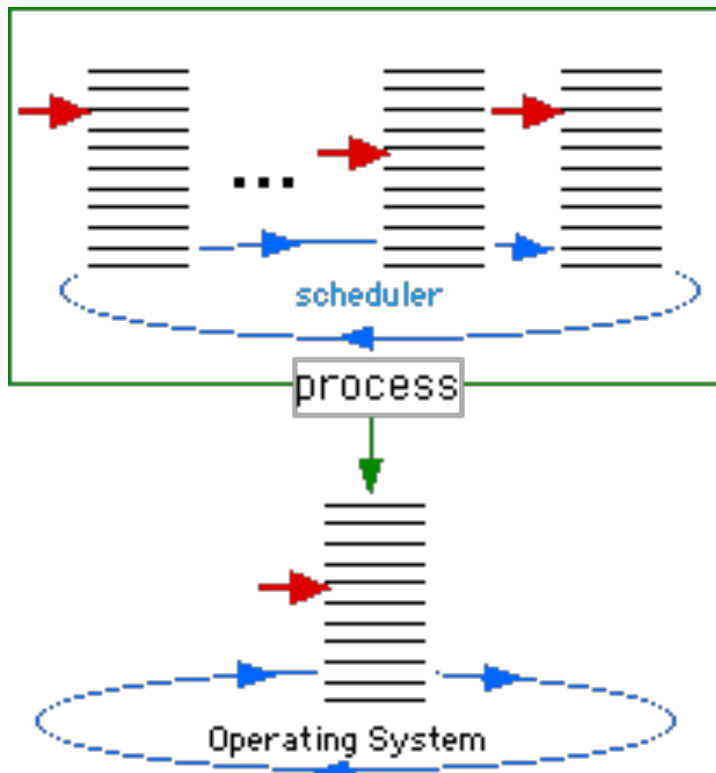 ...
scheduler
process
Operating System